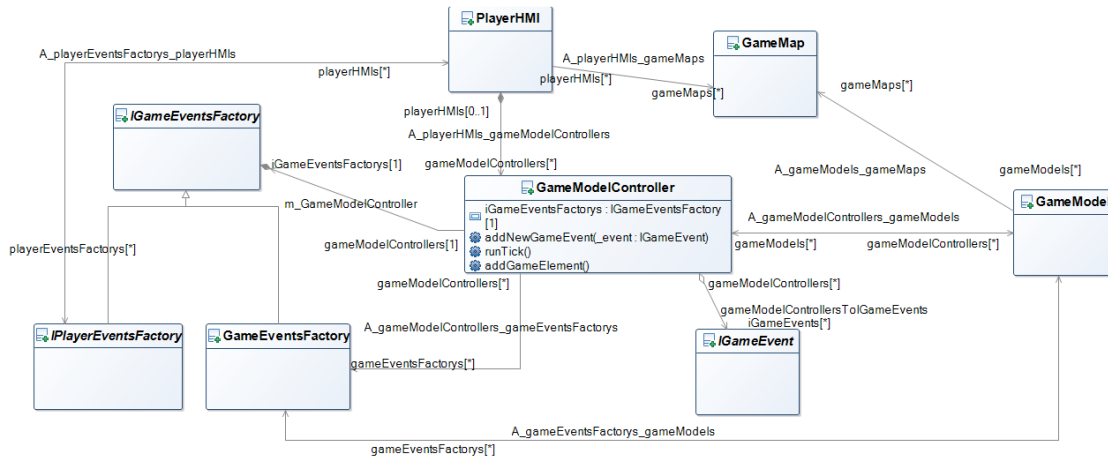 PlayerHMI
GameMap
A_playerEventsFactorys_playerHMIs
A_playerHMIs_gameMaps
playerHMIs[*]
playerHMIs[*]
gameMaps[*]
gameMaps[*]
IGameEventsFactory
playerHMIs[0..1]
A_playerHMIs_gameModelControllers
iGameEventsFactorys[1]
gameModelControllers[*]
A_gameModels_gameMaps
gameModels[*]
m_GameModelController
GameModelController
iGameEventsFactorys : IGameEventsFactory
[1]
addNewGameEvent(_event : IGameEvent)
runTick()
addGameElement()
GameModel
A_gameModelControllers_gameModels
playerEventsFactorys[*]
gameModelControllers[1]
gameModels[*]
gameModelControllers[*]
gameModelControllers[*]
gameModelControllers[*]
gameModelControllersToIGameEvents
iGameEvents[*]
IPlayerEventsFactory
GameEventsFactory
A_gameModelControllers_gameEventsFactorys
IGameEvent
gameEventsFactorys[*]
A_gameEventsFactorys_gameModels
gameEventsFactorys[*]